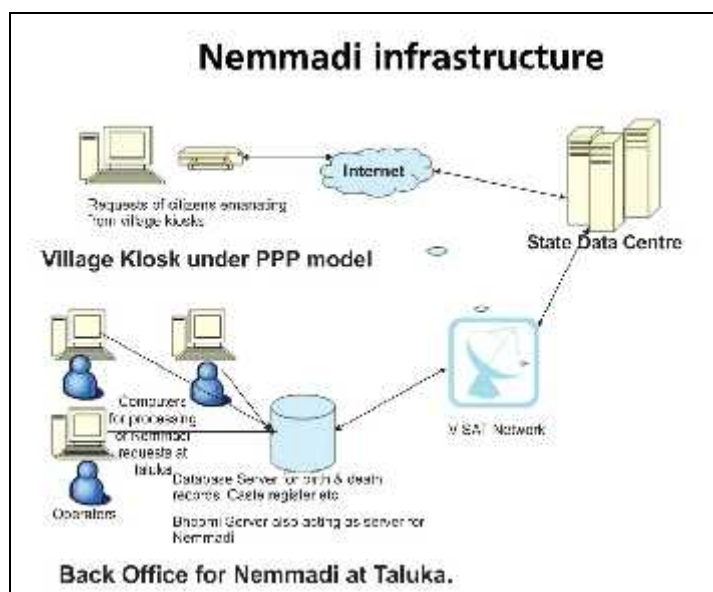 Nemmadi infrastructure
Internet
Requests of citizens emanating
from village kiosks
State Data Centre
Village Kiosk under PPP model
Computers
for processing
of Nemmadi
requests at
taluka
VSAT Network
Operators
Database Server for birth & death
records, Caste register etc
Bhoomi Server also acting as server for
Nemmadi
Back Office for Nemmadi at Taluka.